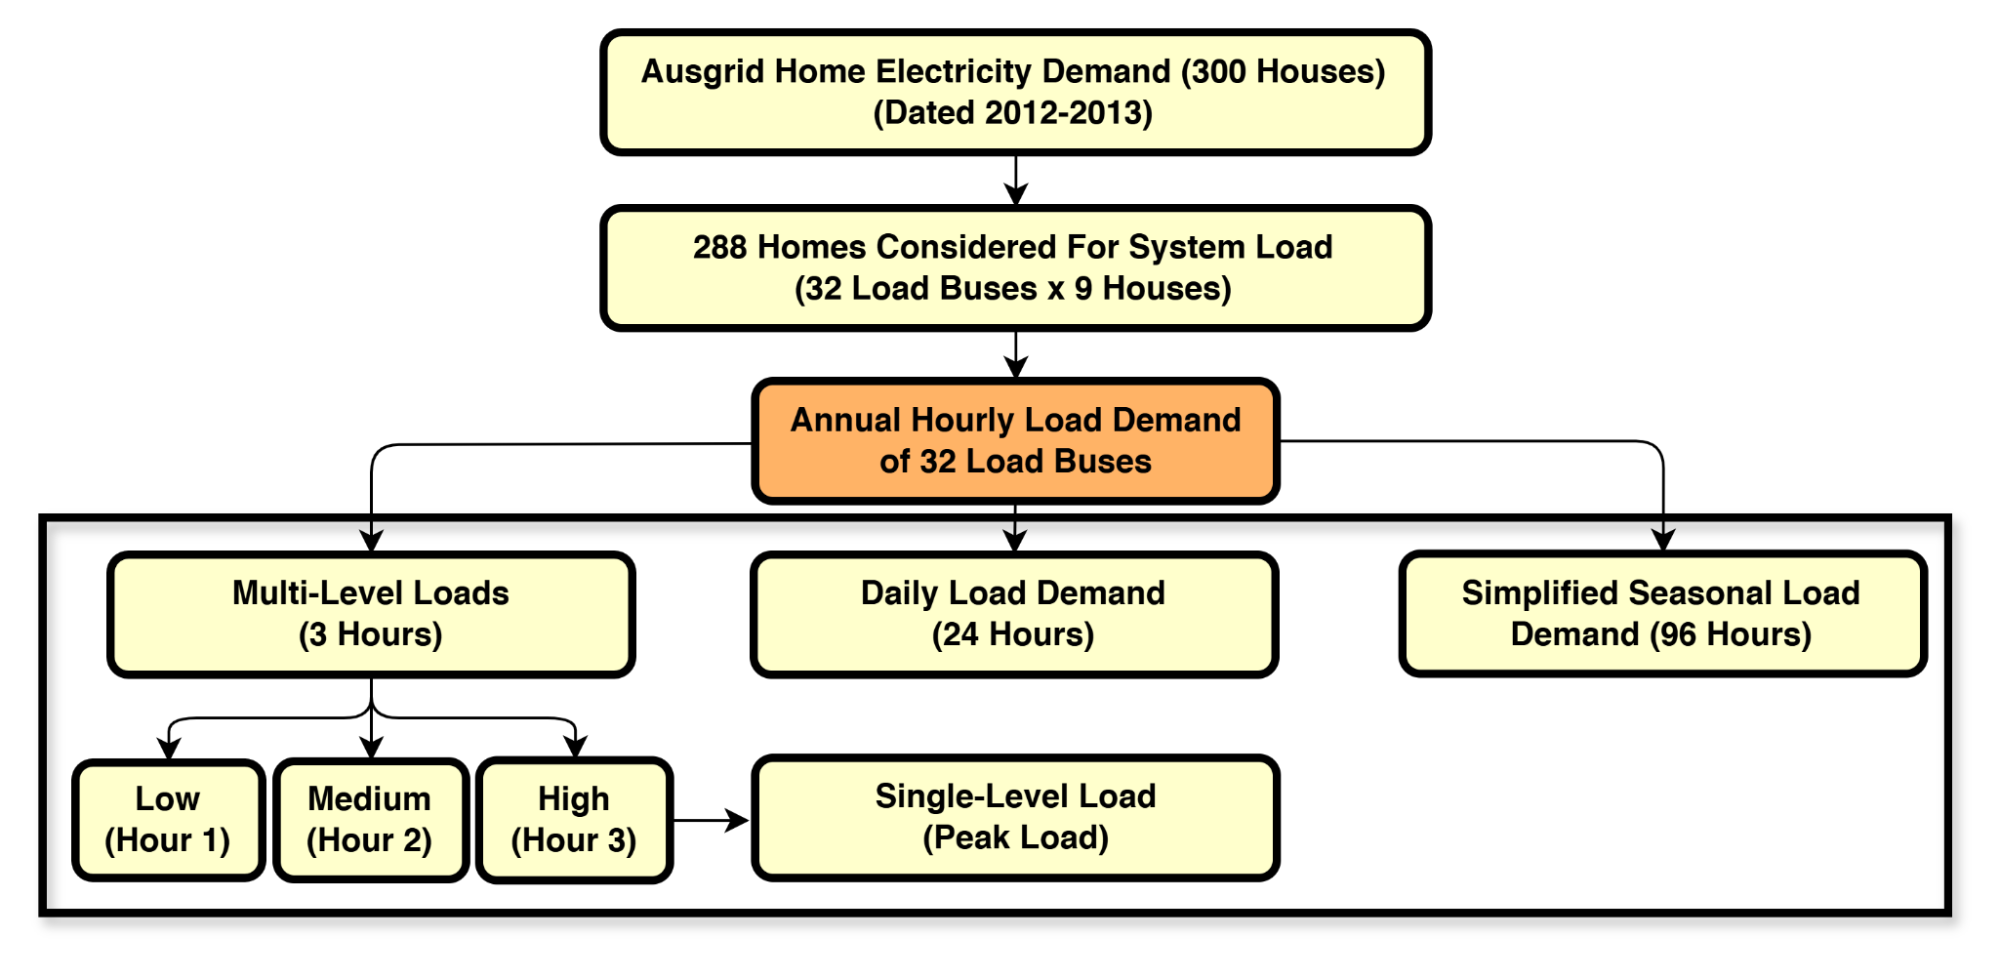 Ausgrid Home Electricity Demand (300 Houses)
(Dated 2012-2013)
288 Homes Considered For System Load
(32 Load Buses x 9 Houses)
Annual Hourly Load Demand
of 32 Load Buses
Multi-Level Loads
(3 Hours)
Daily Load Demand
(24 Hours)
Simplified Seasonal Load
Demand (96 Hours)
Low
(Hour 1)
Medium
(Hour 2)
High
(Hour 3)
Single-Level Load
(Peak Load)